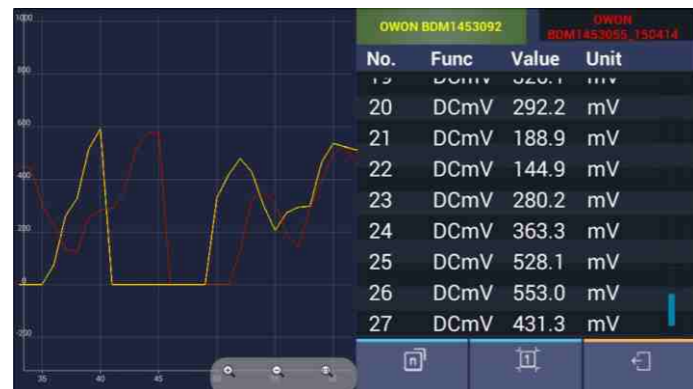 1000
800
600
400
200
0
-200
35
40
45
OWON BDM1453092
OWON
BDM1453055_150414
No. Func Value Unit
20 DCmV 292.2 mV
21 DCmV 188.9 mV
22 DCmV 144.9 mV
23 DCmV 280.2 mV
24 DCmV 363.3 mV
25 DCmV 528.1 mV
26 DCmV 553.0 mV
27 DCmV 431.3 mV
n
1